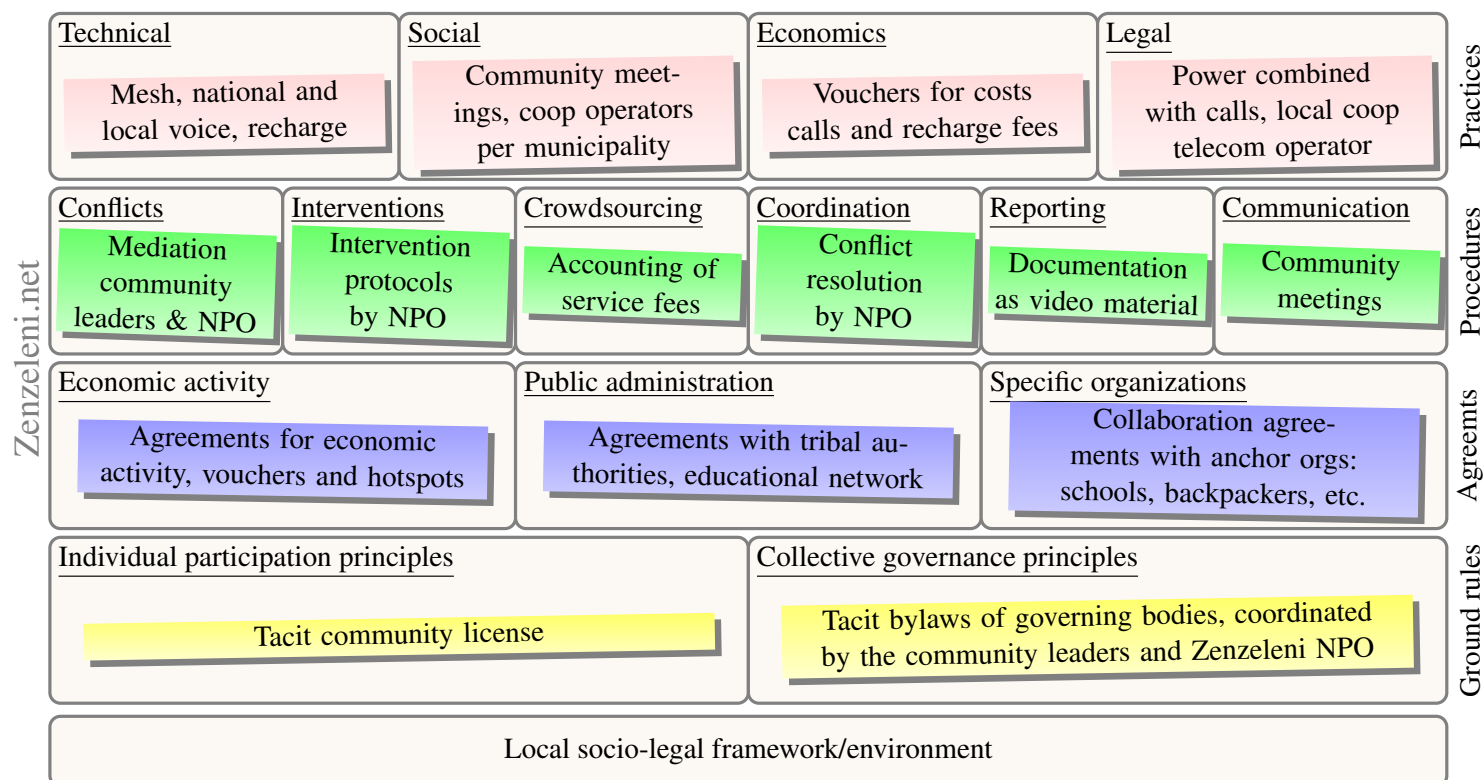 Zenzeleni.net
Technical
Mesh, national and
local voice, recharge
Social
Community meet-
ings, coop operators
per municipality
Economics
Vouchers for costs
calls and recharge fees
Legal
Power combined
with calls, local coop
telecom operator
Practices
Conflicts
Mediation
community
leaders & NPO
Interventions
Intervention
protocols
by NPO
Crowdsourcing
Accounting of
service fees
Coordination
Conflict
resolution
by NPO
Reporting
Documentation
as video material
Communication
Community
meetings
Procedures
Economic activity
Agreements for economic
activity, vouchers and hotspots
Public administration
Agreements with tribal au-
thorities, educational network
Specific organizations
Collaboration agree-
ments with anchor orgs:
schools, backpackers, etc.
Agreents
Individual participation principles
Tacit community license
Collective governance principles
Tacit bylaws of governing bodies, coordinated
by the community leaders and Zenzeleni NPO
Ground rules
Local socio-legal framework/environment